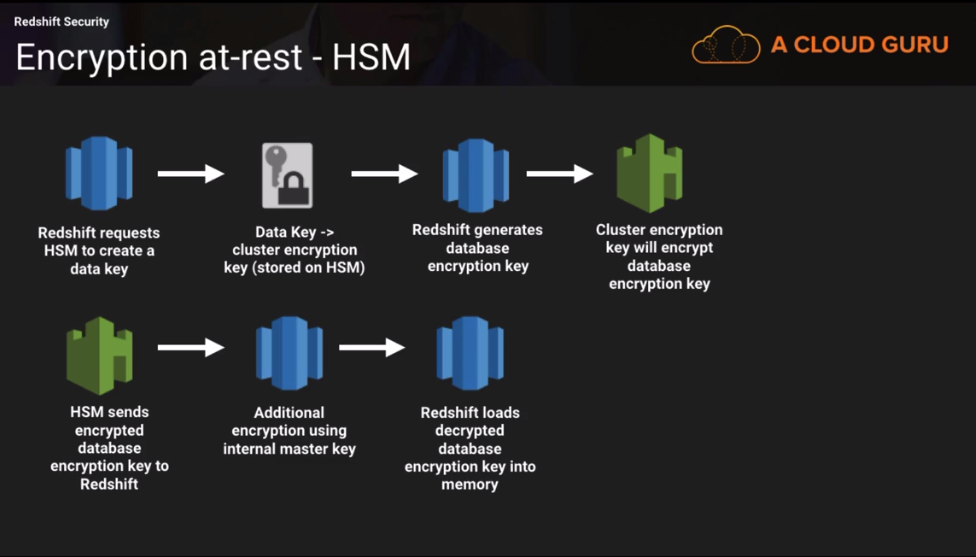 Redshift Security
Encryption at-rest - HSM
A CLOUD GURU
Redshift requests
HSM to create a
data key
Data Key ->
cluster encryption
key (stored on HSM)
Redshift generates
database
encryption key
Cluster encryption
key will encrypt
database
encryption key
HSM sends
encrypted
database
encryption key to
Redshift
Additional
encryption using
internal master key
Redshift loads
decrypted
database
encryption key into
memory